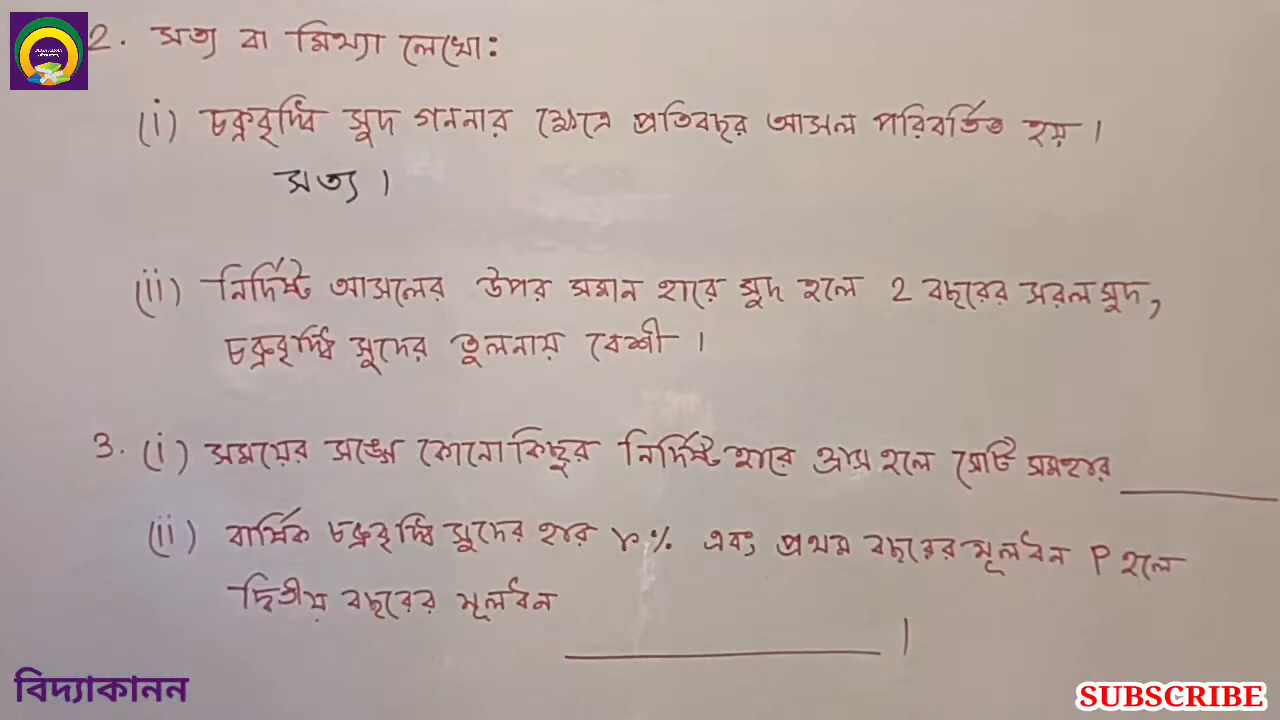 2. সত্য বা মিথ্যা লেখো:
(i) চক্রবৃদ্ধি সুদ গননার ক্ষেত্রে প্রতিবছর আসল পরিবর্তিত হয়।
সত্য।
(ii) নির্দিষ্ট আসলের উপর সমান হারে সুদ হলে 2 বছরের সরলসুদ,
চক্রবৃদ্ধি সুদের তুলনায় বেশী।
3. (i) সময়ের সঙ্গে কোনোকিছুর নির্দিষ্ট হারে হ্রাস হলে সেটি সমহার
(ii) বার্ষিক চক্রবৃদ্ধি সুদের হার r% এবং প্রথম বছরের মূলধন P হলে
দ্বিতীয় বছরের মূলধন ।
বিদ্যাকানন
SUBSCRIBE